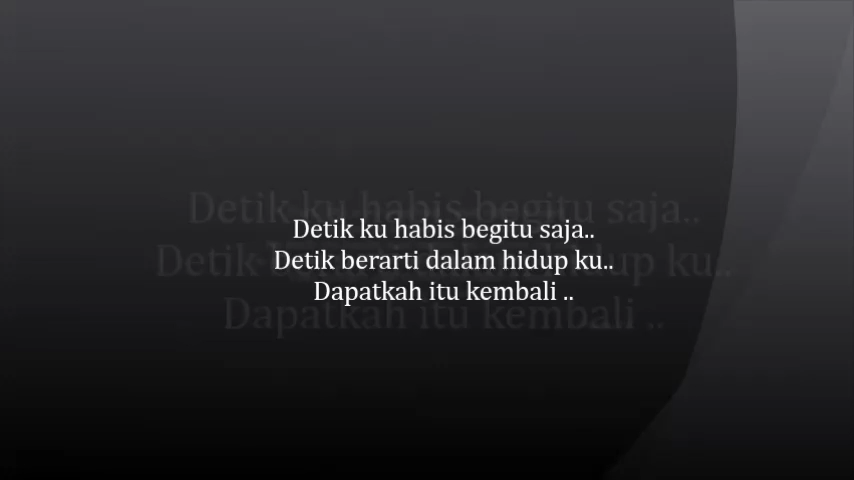 Detik ku habis begitu saja..
Detik berarti dalam hidup ku..
Dapatkah itu kembali ..